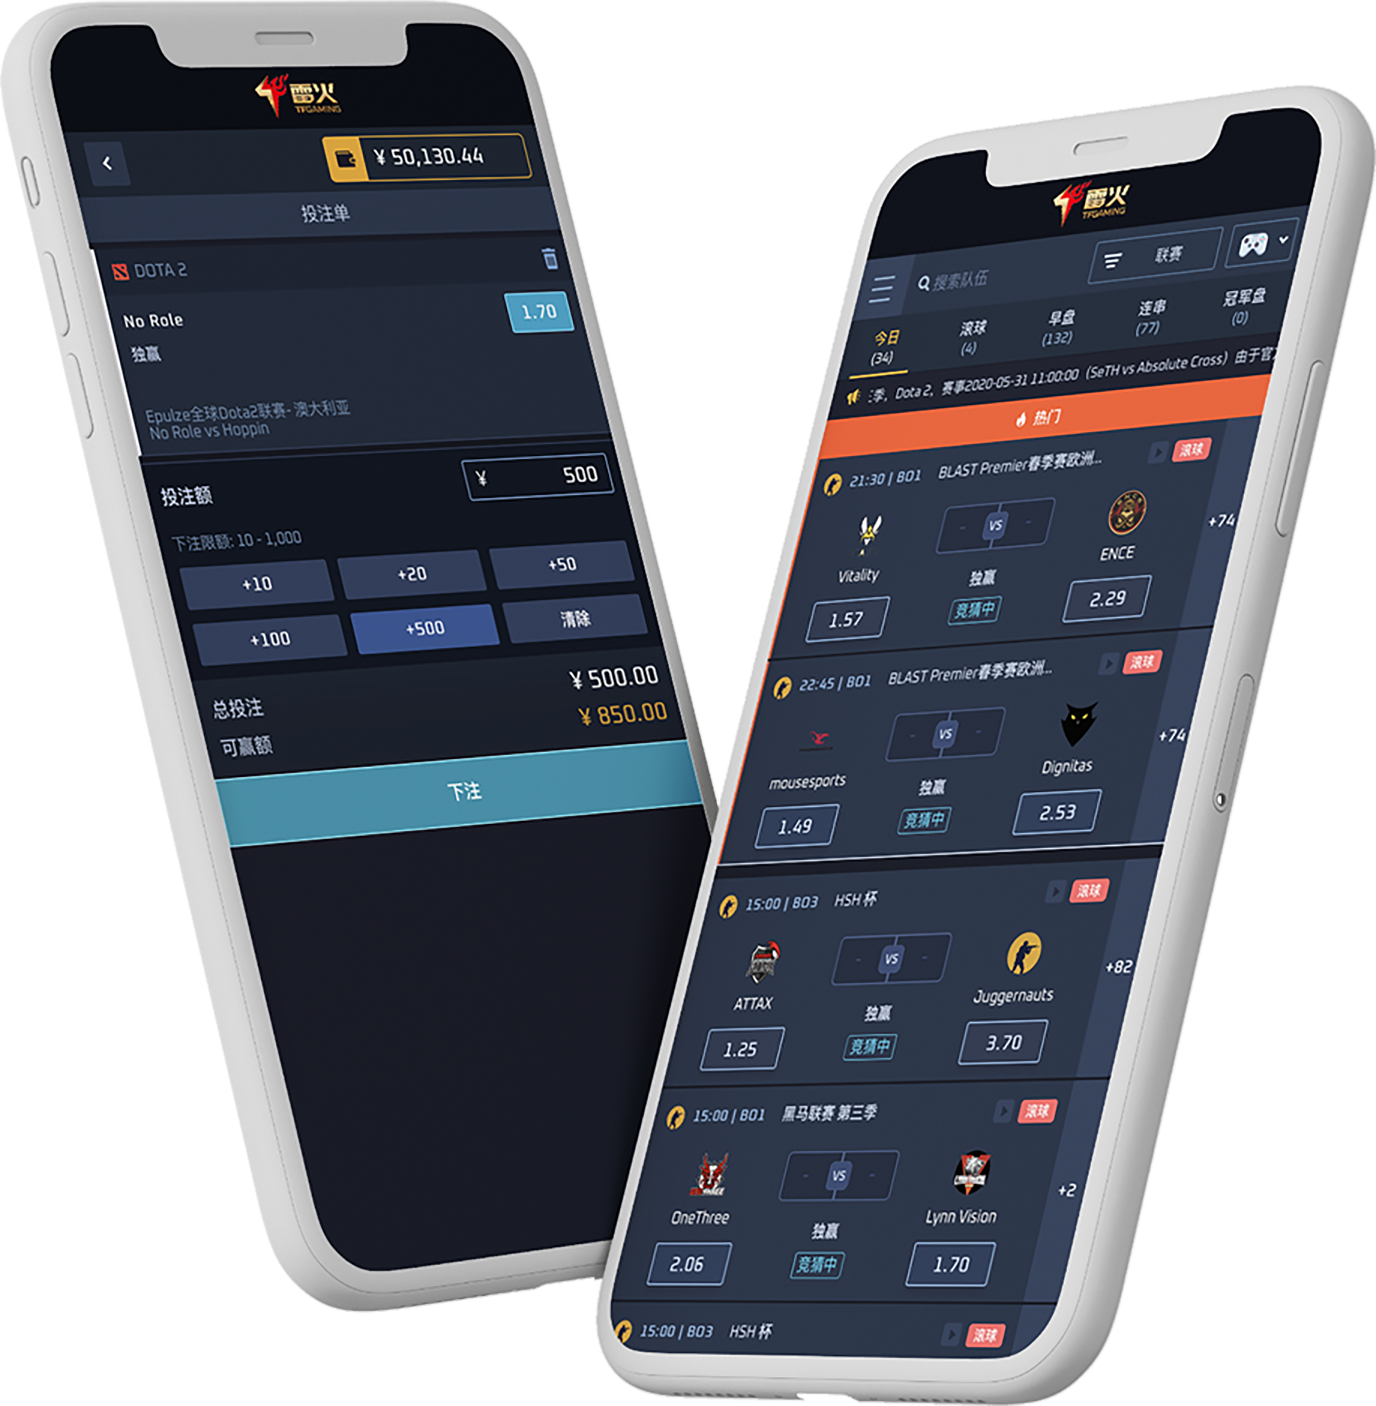 雷火
TFGAMING
¥ 50,130.44
投注单
DOTA 2
No Role
1.70
独赢
Epulze全球Dota2联赛- 澳大利亚
No Role vs Hoppin
投注额
¥ 500
下注限额: 10 - 1,000
+10 +20 +50
+100 +500 清除
总投注 ¥ 500.00
可赢额 ¥ 850.00
下注
雷火
TFGAMING
搜索队伍 联赛
今日 滚球 早盘 连串 冠军盘
(34) (4) (132) (77) (0)
季, Dota 2, 赛事2020-05-31 11:00:00 (SeTH vs Absolute Cross) 由于官
热门
21:30 | BO1 BLAST Premier春季赛欧洲... 滚球
- VS -
+74
Vitality 独赢 ENCE
1.57 竞猜中 2.29
22:45 | BO1 BLAST Premier春季赛欧洲... 滚球
- VS -
+74
mousesports 独赢 Dignitas
1.49 竞猜中 2.53
15:00 | BO3 HSH 杯 滚球
- VS -
+82
ATTAX 独赢 Juggernauts
1.25 竞猜中 3.70
15:00 | BO1 黑马联赛 第三季 滚球
- VS -
+2
OneThree 独赢 Lynn Vision
2.06 竞猜中 1.70
15:00 | BO3 HSH 杯 滚球